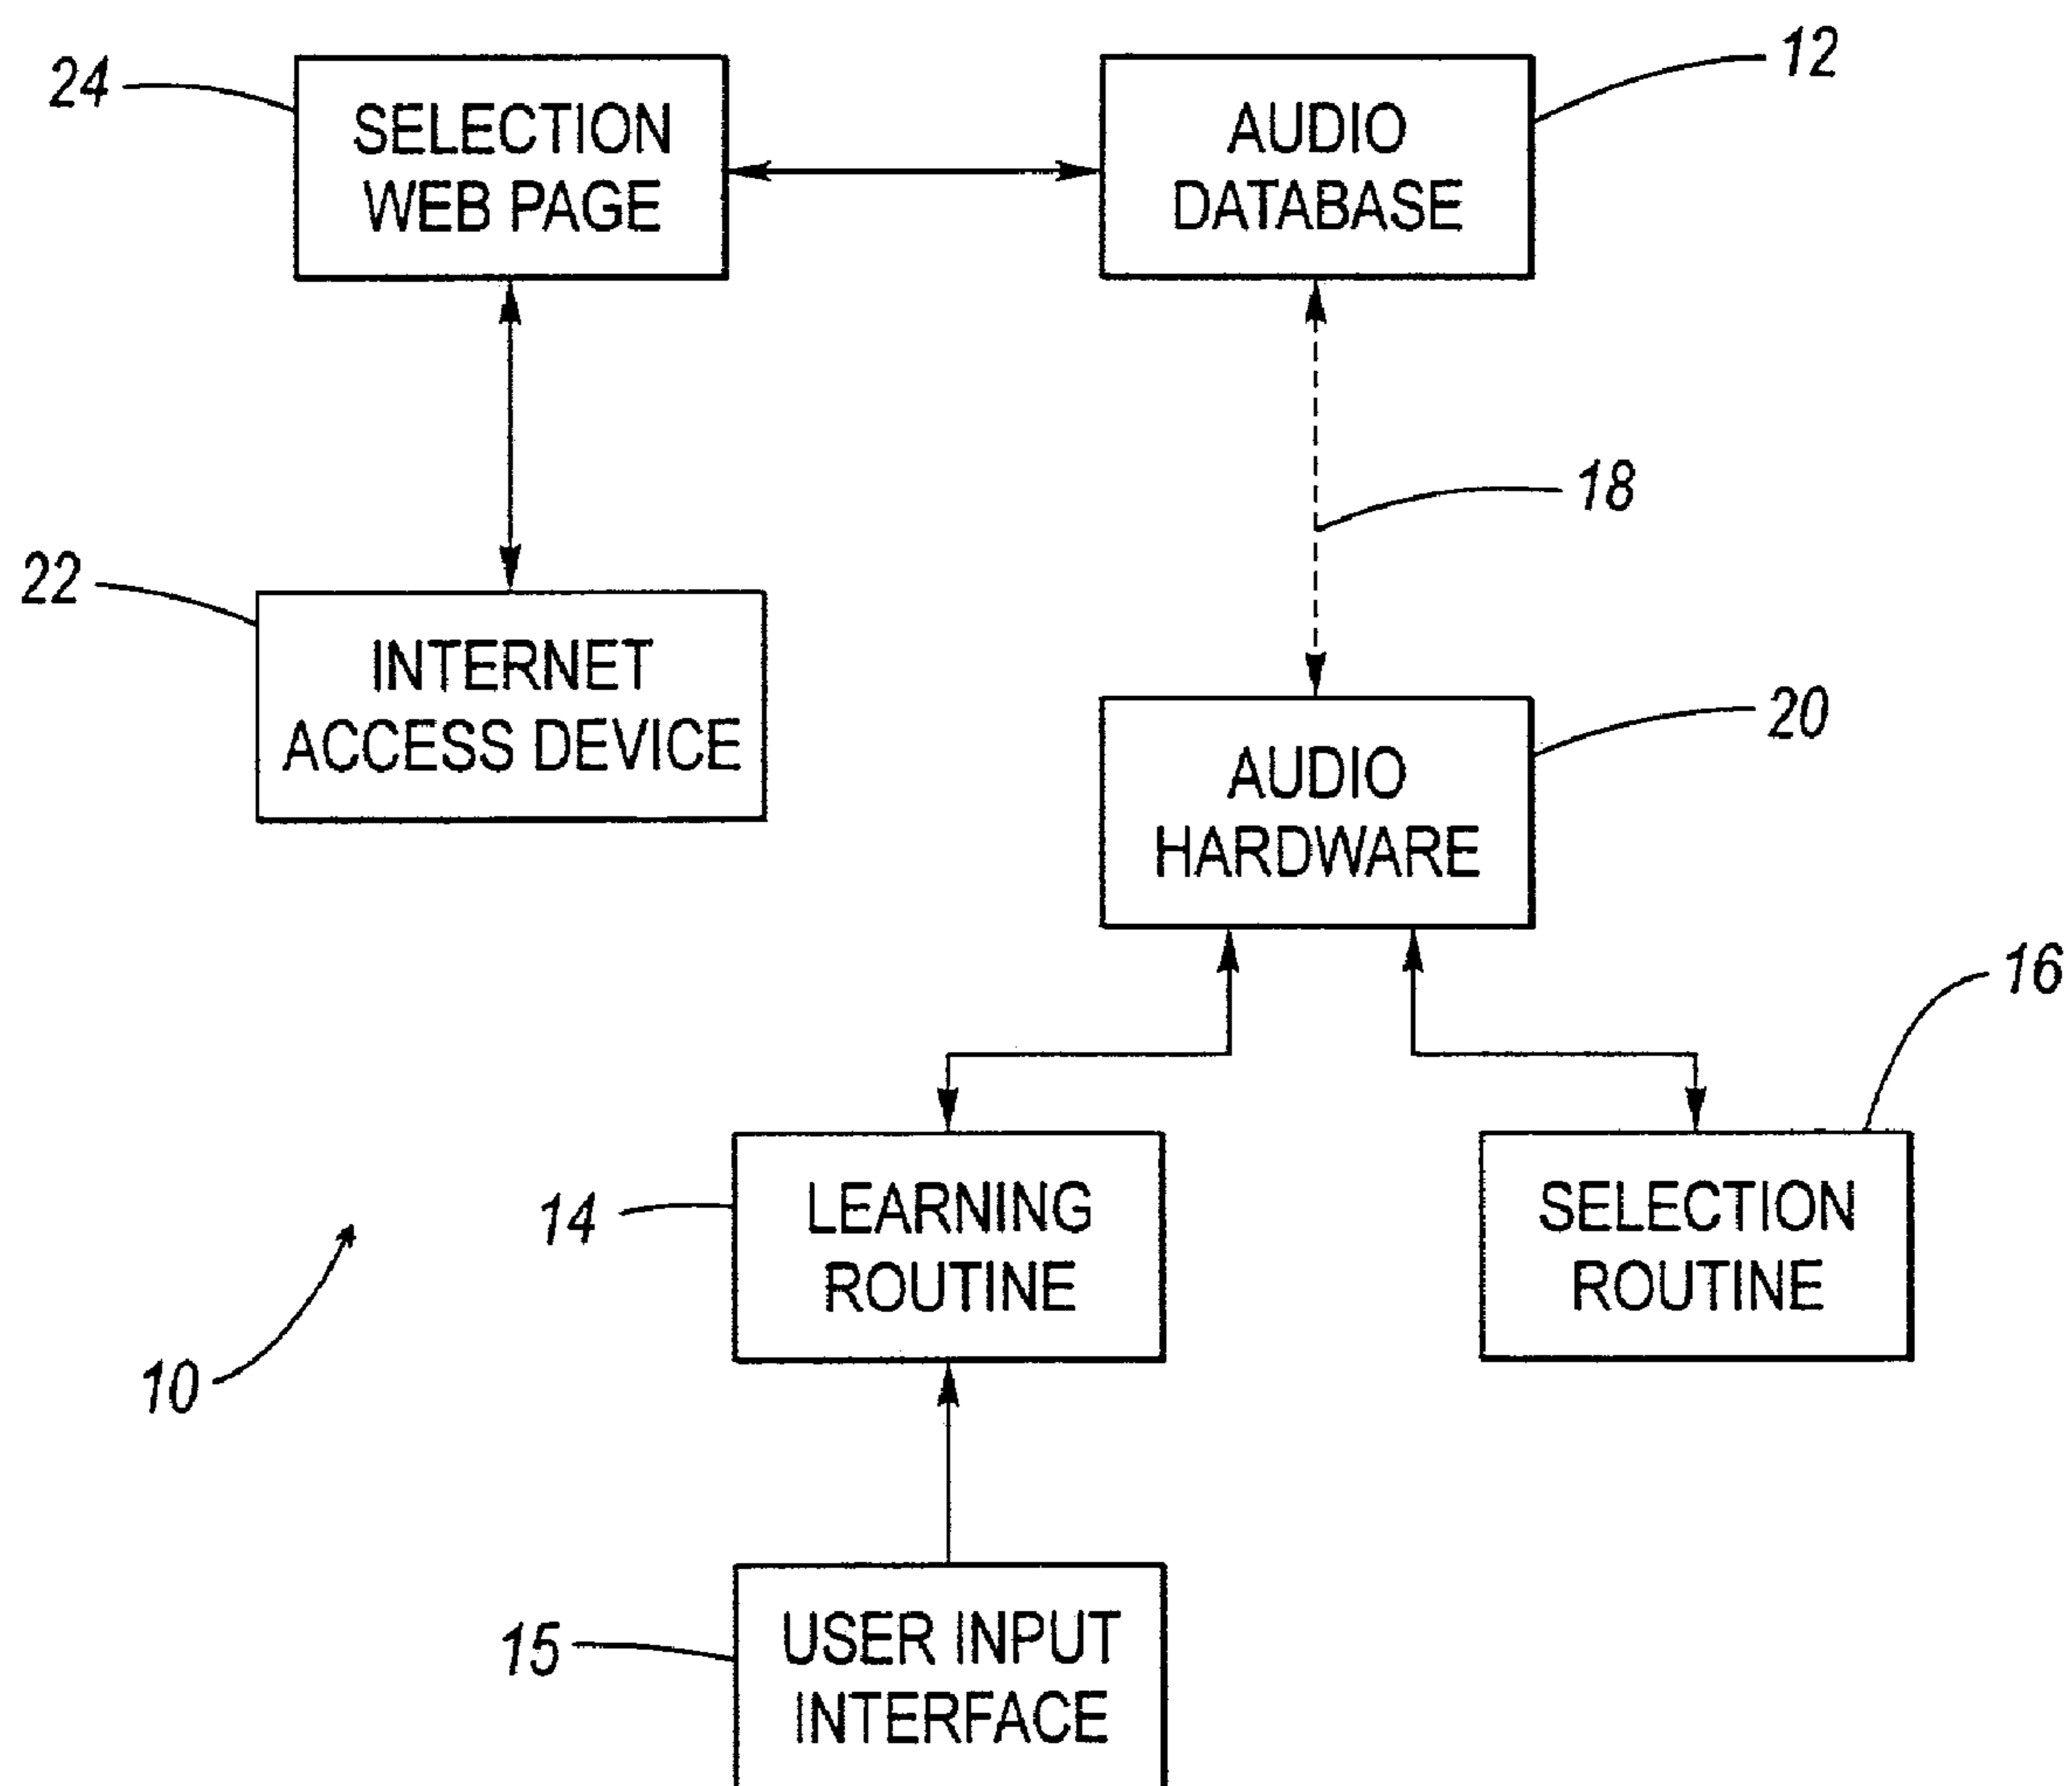 24
SELECTION
WEB PAGE
AUDIO
DATABASE
12
18
22
INTERNET
ACCESS DEVICE
AUDIO
HARDWARE
20
16
14
LEARNING
ROUTINE
SELECTION
ROUTINE
10
15
USER INPUT
INTERFACE